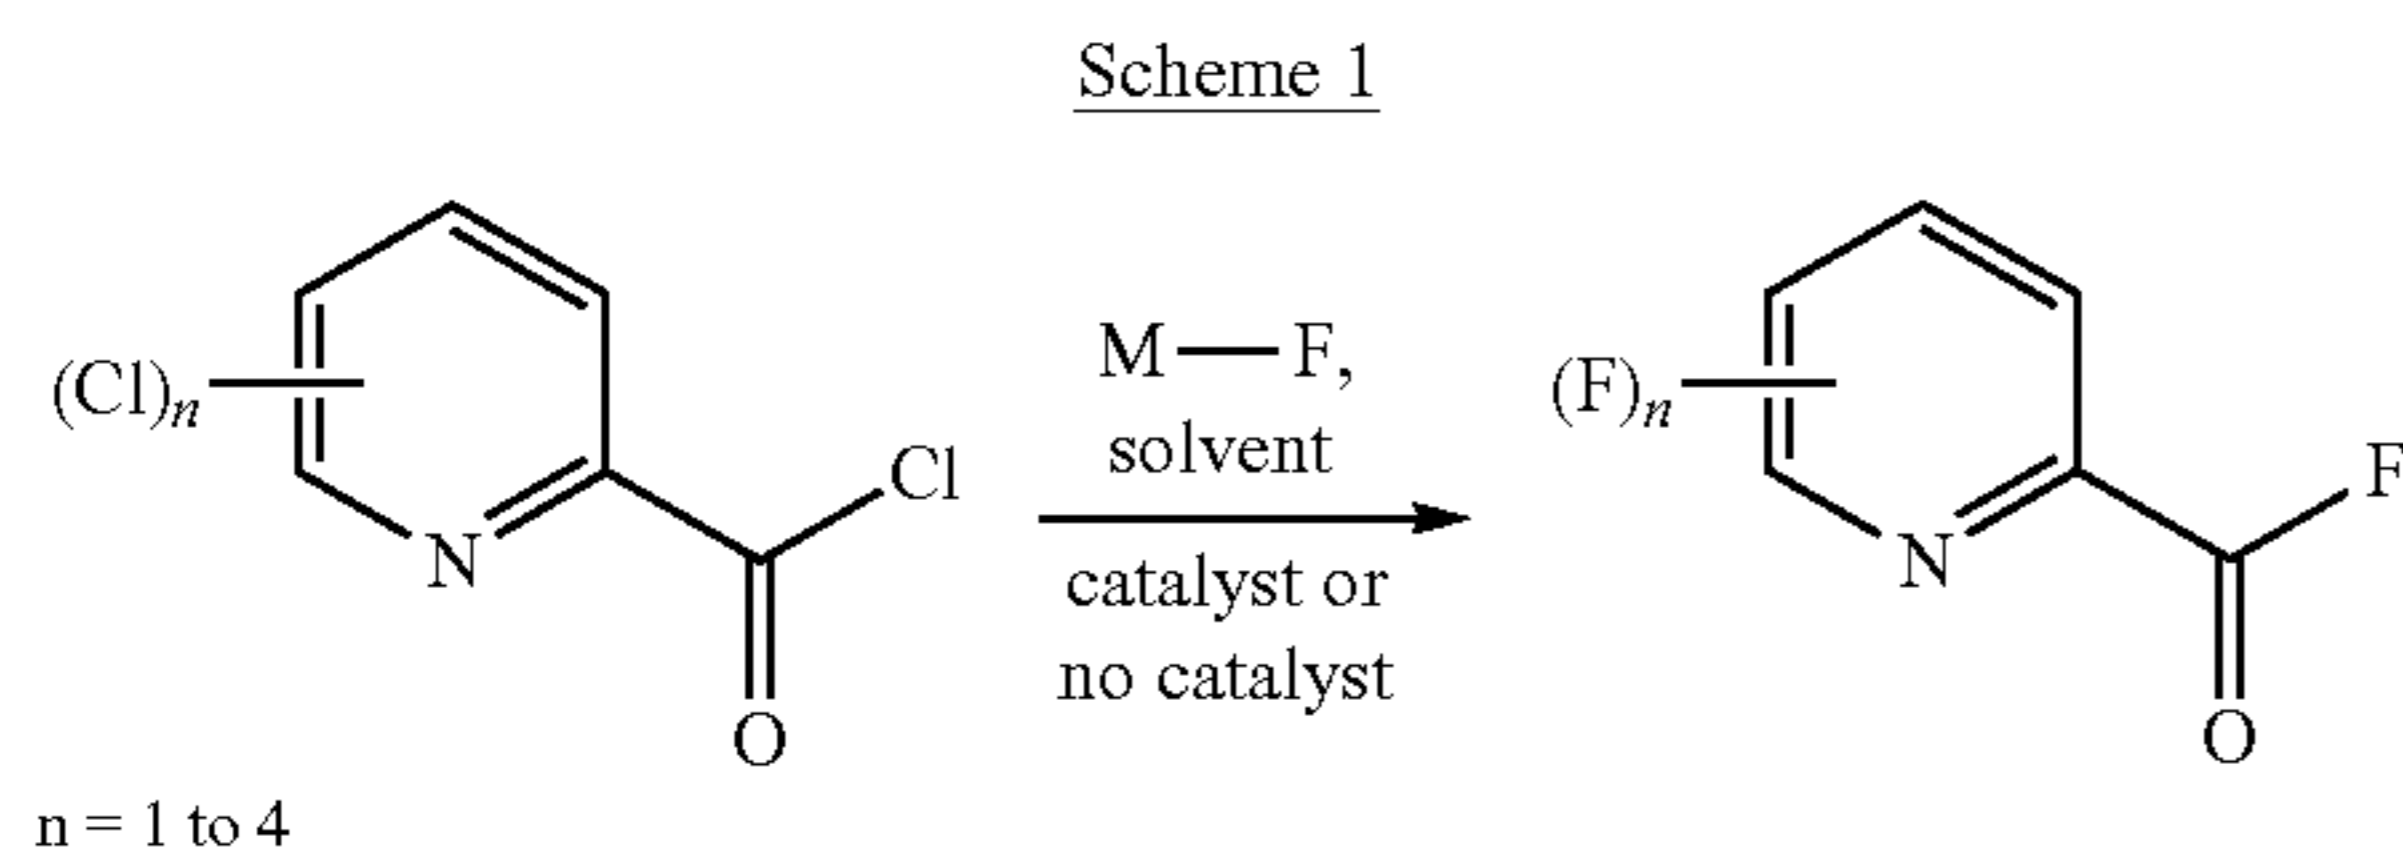 Scheme 1
M—F,
solvent
catalyst or
no catalyst
(Cl)n
N
Cl
O
(F)n
N
F
O
n = 1 to 4